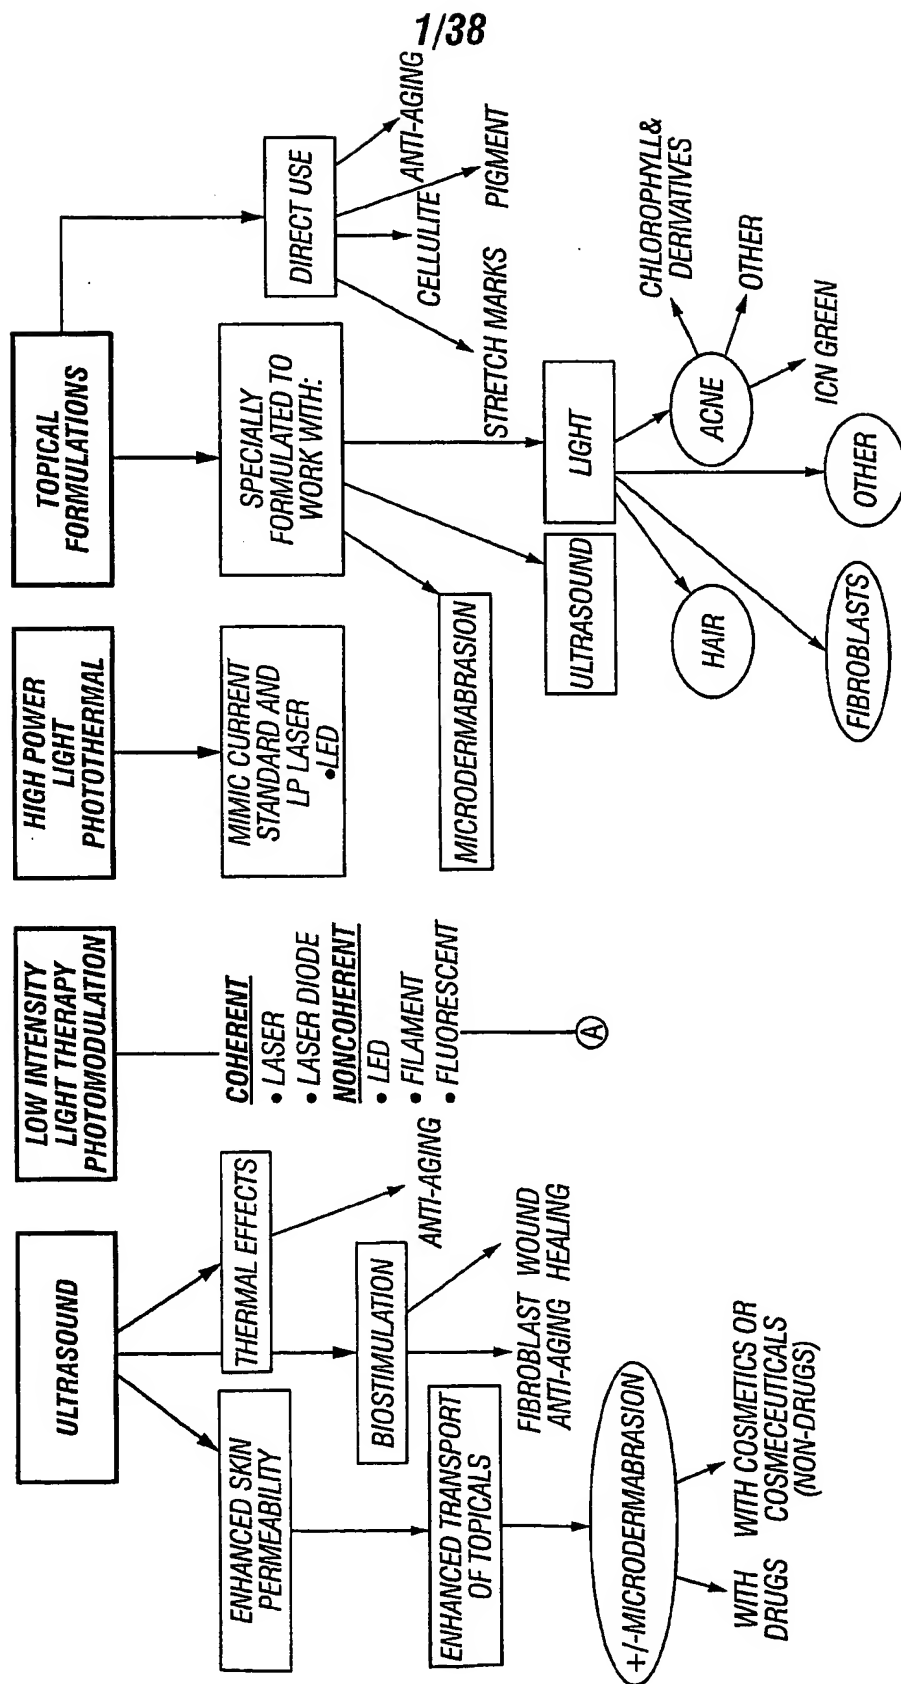 1/38
ULTRASOUND
ENHANCED SKIN
PERMEABILITY
THERMAL EFFECTS
ANTI-AGING
BIOSTIMULATION
FIBROBLAST
ANTI-AGING
WOUND
HEALING
ENHANCED TRANSPORT
OF TOPICALS
+/-MICRODERMABRASION
WITH
DRUGS
WITH COSMETICS OR
COSMECEUTICALS
(NON-DRUGS)
LOW INTENSITY
LIGHT THERAPY
PHOTOMODULATION
COHERENT
• LASER
• LASER DIODE
NONCOHERENT
• LED
• FILAMENT
• FLUORESCENT
A
HIGH POWER
LIGHT
PHOTOTHERMAL
MIMIC CURRENT
STANDARD AND
LP LASER
•LED
TOPICAL
FORMULATIONS
SPECIALLY
FORMULATED TO
WORK WITH:
MICRODERMABRASION
ULTRASOUND
LIGHT
HAIR
FIBROBLASTS
OTHER
ACNE
CHLOROPHYLL&
DERIVATIVES
OTHER
ICN GREEN
DIRECT USE
STRETCH MARKS
CELLULITE
PIGMENT
ANTI-AGING